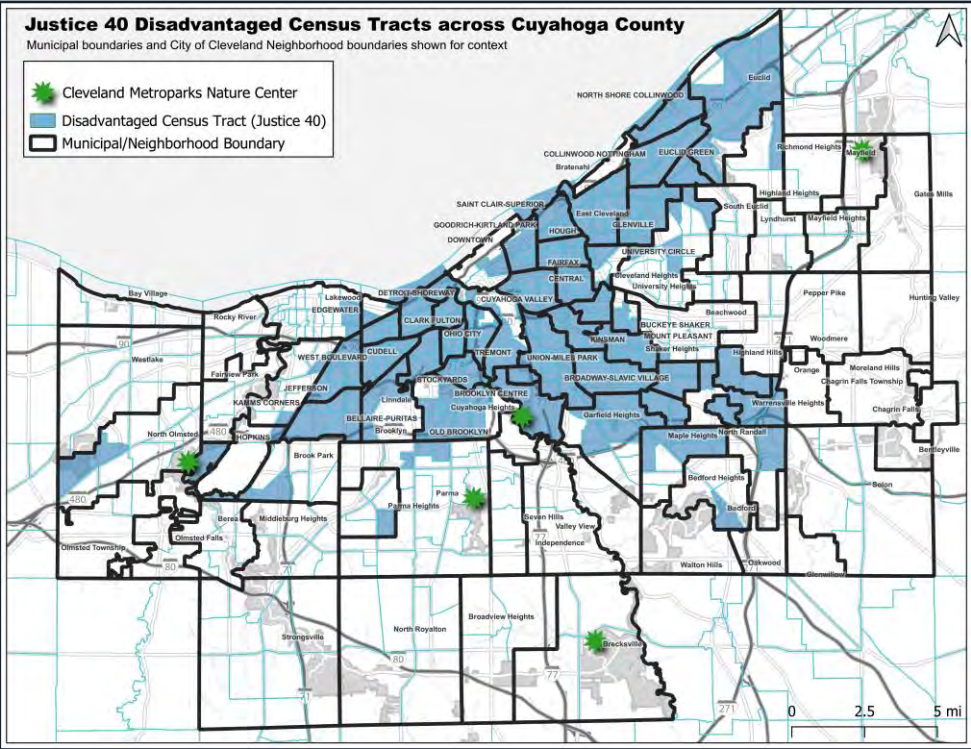 Justice 40 Disadvantaged Census Tracts across Cuyahoga County
Municipal boundaries and City of Cleveland Neighborhood boundaries shown for context
Cleveland Metroparks Nature Center
Disadvantaged Census Tract (Justice 40)
Municipal/Neighborhood Boundary
Euclid
NORTH SHORE COLLINWOOD
COLLINWOOD NOTTINGHAM
EUCLID GREEN
Richmond Heights
Mayfield
Bratenahl
Gates Mills
Highland Heights
SAINT CLAIR-SUPERIOR
East Cleveland
South Euclid
Lyndhurst
Mayfield Heights
GOODRICH-KIRTLAND PARK
GLENVILLE
HOUGH
DOWNTOWN
UNIVERSITY CIRCLE
FAIRFAX
CENTRAL
Cleveland Heights
University Heights
Bay Village
Lakewood
DETROIT-SHOREWAY
CUYAHOGA VALLEY
Pepper Pike
Hunting Valley
EDGEWATER
Rocky River
CLARK FULTON
Beachwood
BUCKEYE SHAKER
OHIO CITY
KINSMAN
MOUNT PLEASANT
Woodmere
90
Westlake
WEST BOULEVARD
CUDELL
TREMONT
UNION-MILES PARK
Shaker Heights
Highland Hills
Fairview Park
Orange
Moreland Hills
STOCKYARDS
BROADWAY-SLAVIC VILLAGE
Chagrin Falls Township
JEFFERSON
BROOKLYN CENTRE
KAMMS CORNERS
Linndale
Cuyahoga Heights
Warrensville Heights
Chagrin Falls
BELLAIRE-PURITAS
Garfield Heights
North Olmsted
480
HOPKINS
Brooklyn
OLD BROOKLYN
Maple Heights
North Randall
Brook Park
Bentleyville
Solon
Bedford Heights
480
Parma
Parma Heights
Bedford
Berea
Middleburg Heights
Seven Hills
Valley View
77
Independence
Olmsted Falls
Olmsted Township
80
Walton Hills
Oakwood
Glenwillow
Broadview Heights
North Royalton
Strongsville
Brecksville
80
77
271
0
2.5
5 mi